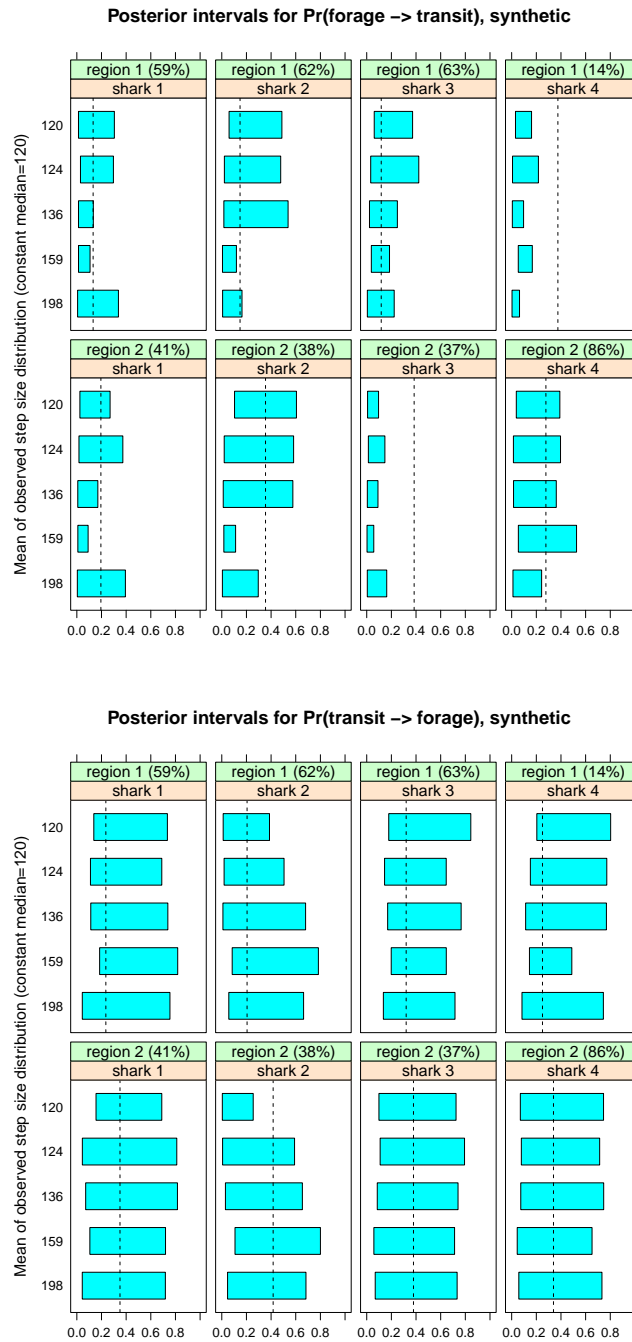 Posterior intervals for Pr(forage −> transit), synthetic
Mean of observed step size distribution (constant median=120)
region 1 (59%) region 1 (62%) region 1 (63%) region 1 (14%)
shark 1 shark 2 shark 3 shark 4
120
124
136
159
198
region 2 (41%) region 2 (38%) region 2 (37%) region 2 (86%)
shark 1 shark 2 shark 3 shark 4
120
124
136
159
198
0.0 0.2 0.4 0.6 0.8 0.0 0.2 0.4 0.6 0.8 0.0 0.2 0.4 0.6 0.8 0.0 0.2 0.4 0.6 0.8
Posterior intervals for Pr(transit −> forage), synthetic
Mean of observed step size distribution (constant median=120)
region 1 (59%) region 1 (62%) region 1 (63%) region 1 (14%)
shark 1 shark 2 shark 3 shark 4
120
124
136
159
198
region 2 (41%) region 2 (38%) region 2 (37%) region 2 (86%)
shark 1 shark 2 shark 3 shark 4
120
124
136
159
198
0.0 0.2 0.4 0.6 0.8 0.0 0.2 0.4 0.6 0.8 0.0 0.2 0.4 0.6 0.8 0.0 0.2 0.4 0.6 0.8